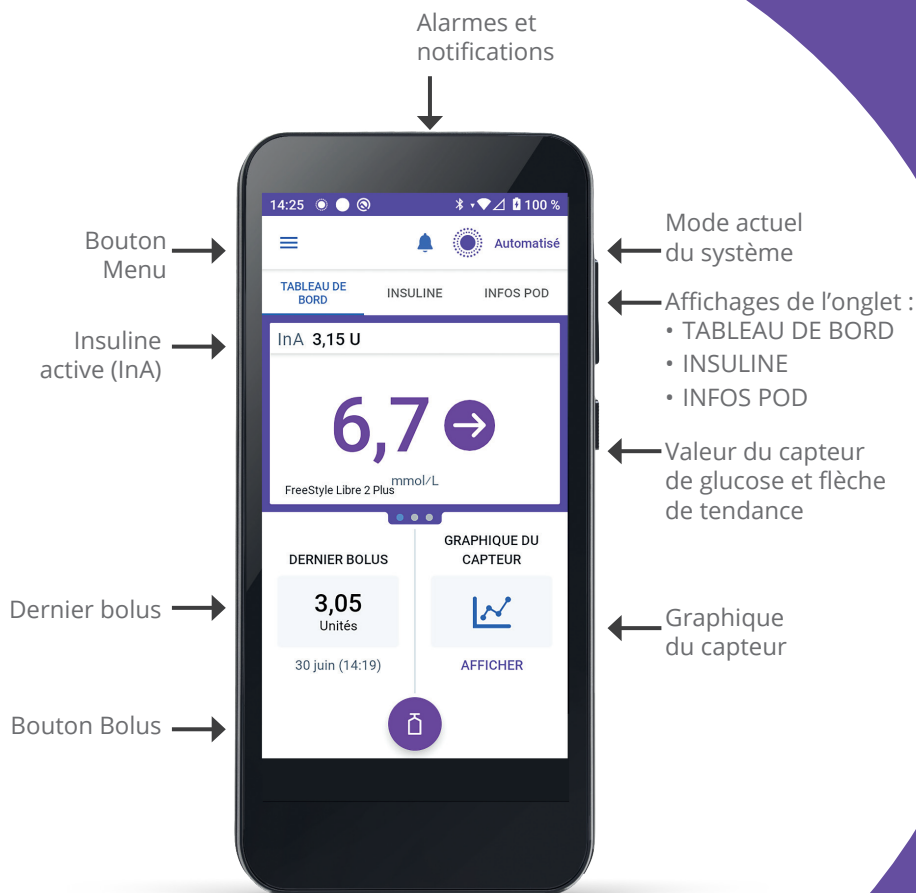 Alarmes et
notifications
14:25
100 %
Bouton
Menu
Automatisé
Mode actuel
du système
TABLEAU DE
BORD
INSULINE
INFOS POD
Affichages de l'onglet :
• TABLEAU DE BORD
• INSULINE
• INFOS POD
Insuline
active (InA)
InA 3,15 U
6,7
mmol/L
FreeStyle Libre 2 Plus
Valeur du capteur
de glucose et flèche
de tendance
DERNIER BOLUS
GRAPHIQUE DU
CAPTEUR
Dernier bolus
3,05
Unités
30 juin (14:19)
AFFICHER
Graphique
du capteur
Bouton Bolus